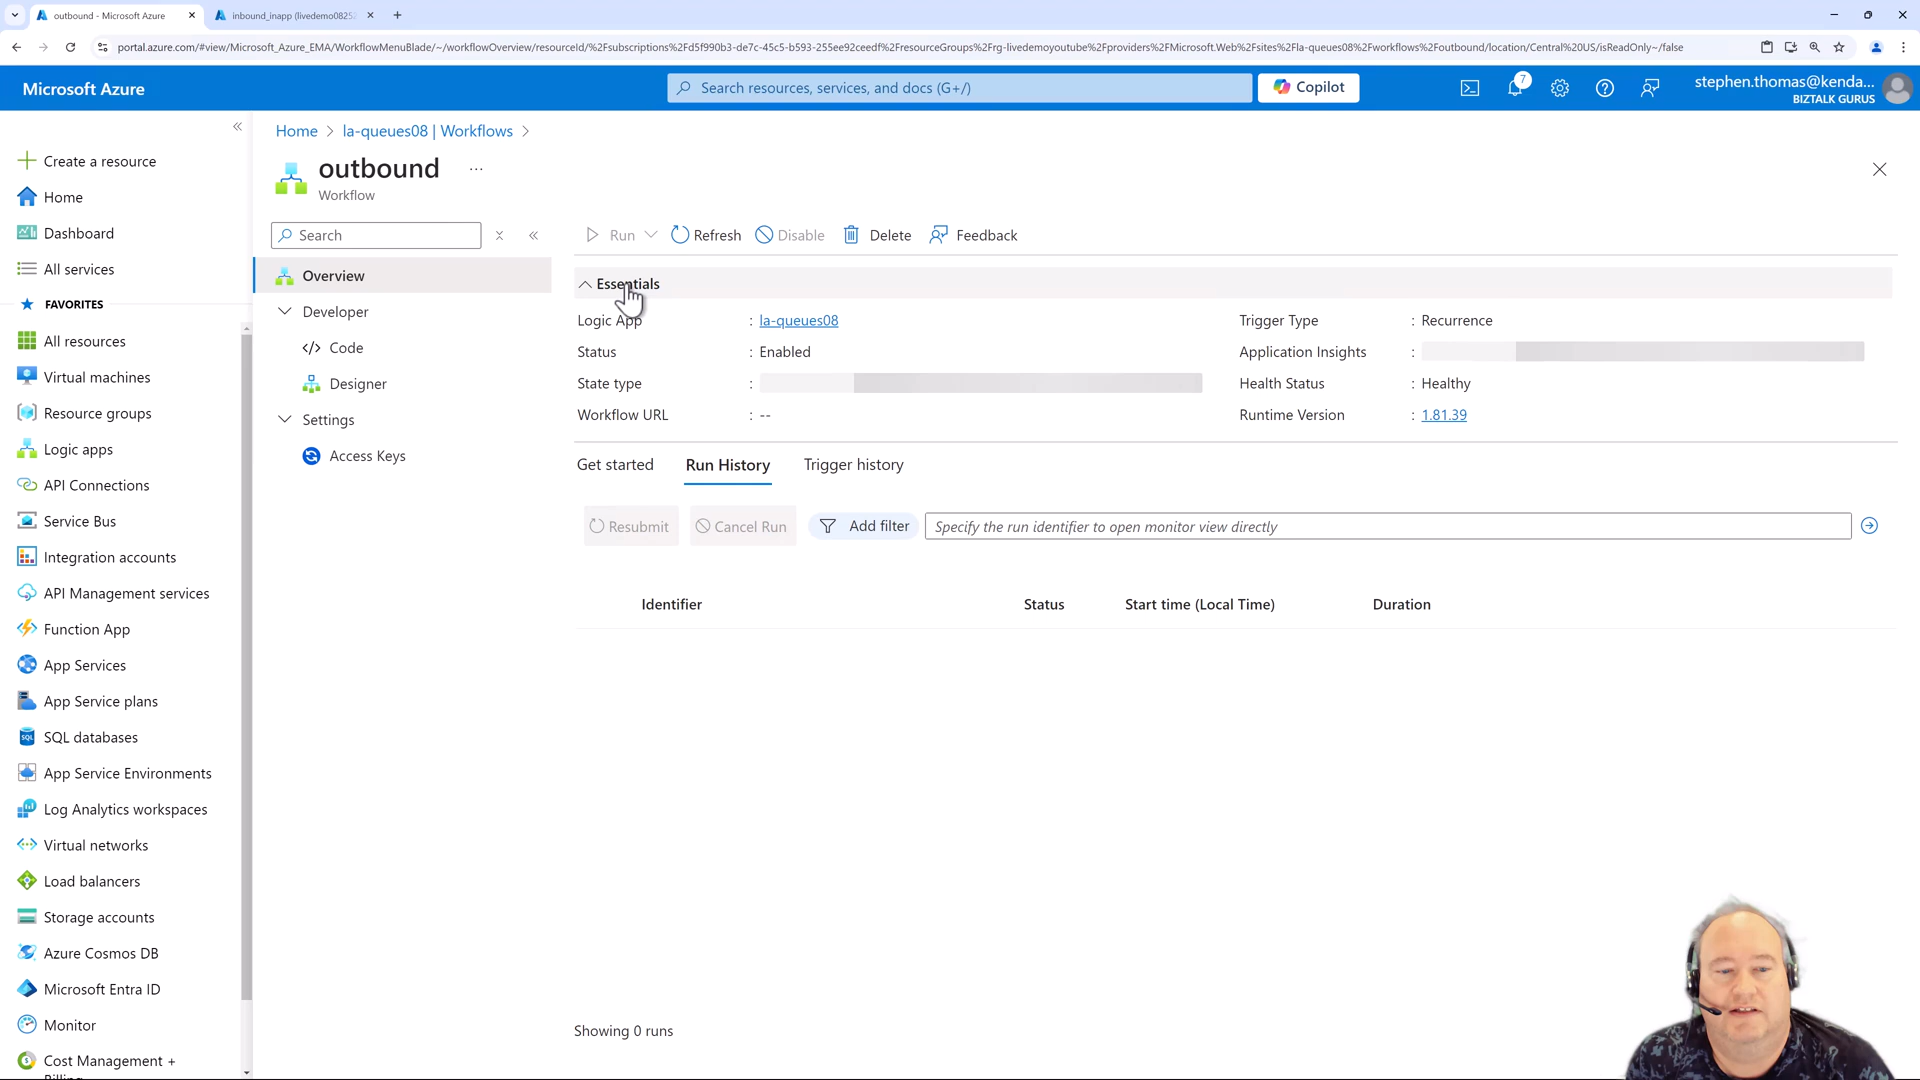 outbound - Microsoft Azure
inbound_inapp (livedemo0825
portal.azure.com/#view/Microsoft_Azure_EMA/WorkflowMenuBlade/~/workflowOverview/resourceId/%2Fsubscriptions%2Fd5f990b3-de7c-45c5-b593-255ee92ceedf%2FresourceGroups%2Frg-livedemoyoutube%2Fproviders%2FMicrosoft.Web%2Fsites%2Fla-queues08%2Fworkflows%2Foutbound/location/Central%20US/isReadOnly~/false
Microsoft Azure
Search resources, services, and docs (G+/)
Copilot
7
stephen.thomas@kenda...
BIZTALK GURUS
Create a resource
Home
Dashboard
All services
FAVORITES
All resources
Virtual machines
Resource groups
Logic apps
API Connections
Service Bus
Integration accounts
API Management services
Function App
App Services
App Service plans
SQL databases
App Service Environments
Log Analytics workspaces
Virtual networks
Load balancers
Storage accounts
Azure Cosmos DB
Microsoft Entra ID
Monitor
Cost Management +
Billing
Home > la-queues08 | Workflows >
outbound ...
Workflow
Search
Overview
Developer
Code
Designer
Settings
Access Keys
Run Refresh Disable Delete Feedback
Essentials
Logic App : la-queues08
Status : Enabled
State type :
Workflow URL : --
Trigger Type : Recurrence
Application Insights :
Health Status : Healthy
Runtime Version : 1.81.39
Get started Run History Trigger history
Resubmit Cancel Run Add filter Specify the run identifier to open monitor view directly
Identifier Status Start time (Local Time) Duration
Showing 0 runs